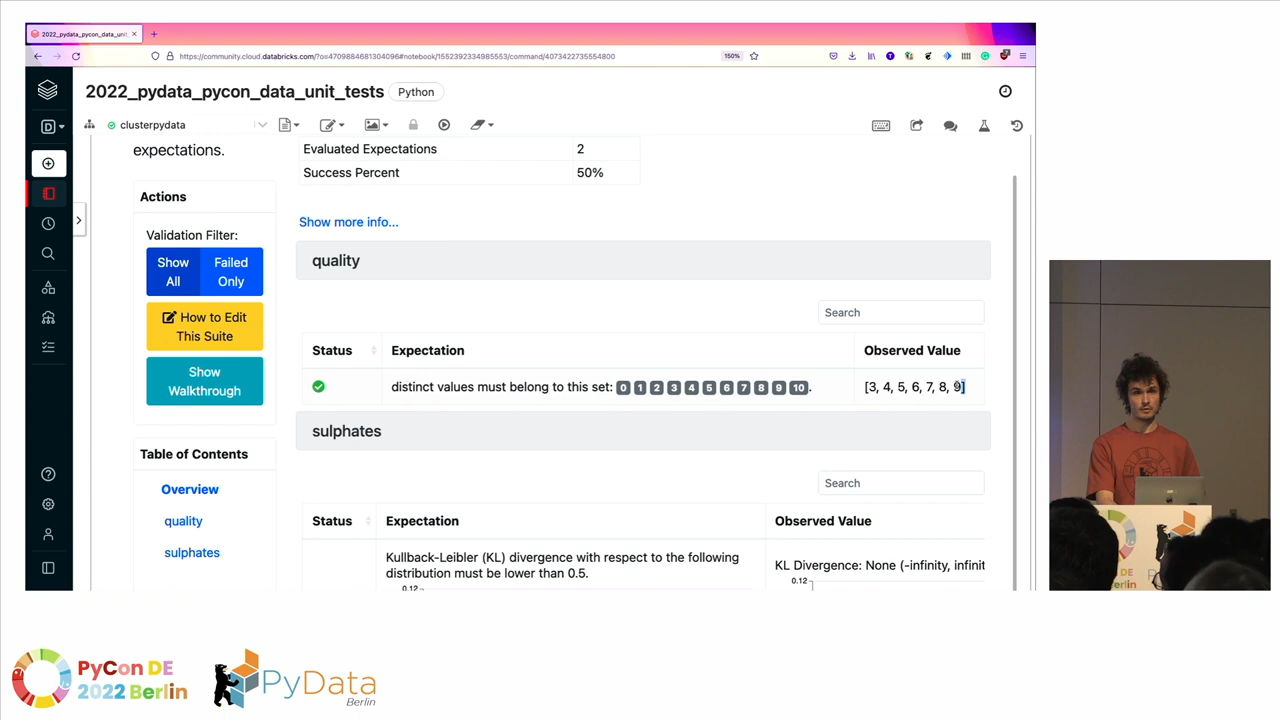 2022_pydata_pycon_data_unit_
https://community.cloud.databricks.com/?o=4709884681304096#notebook/1552392334985553/command/4073422735554800
150%
2022_pydata_pycon_data_unit_tests Python
clusterpydata
expectations.
Evaluated Expectations 2
Success Percent 50%
Actions
Show more info...
Validation Filter:
Show All
Failed Only
How to Edit This Suite
Show Walkthrough
quality
Search
Status Expectation Observed Value
distinct values must belong to this set: 0 1 2 3 4 5 6 7 8 9 10. [3, 4, 5, 6, 7, 8, 9]
sulphates
Table of Contents
Overview
quality
sulphates
Search
Status Expectation Observed Value
Kullback-Leibler (KL) divergence with respect to the following
distribution must be lower than 0.5.
KL Divergence: None (-infinity, infinit
0.12
0.12
PyCon DE
2022 Berlin
PyData
Berlin